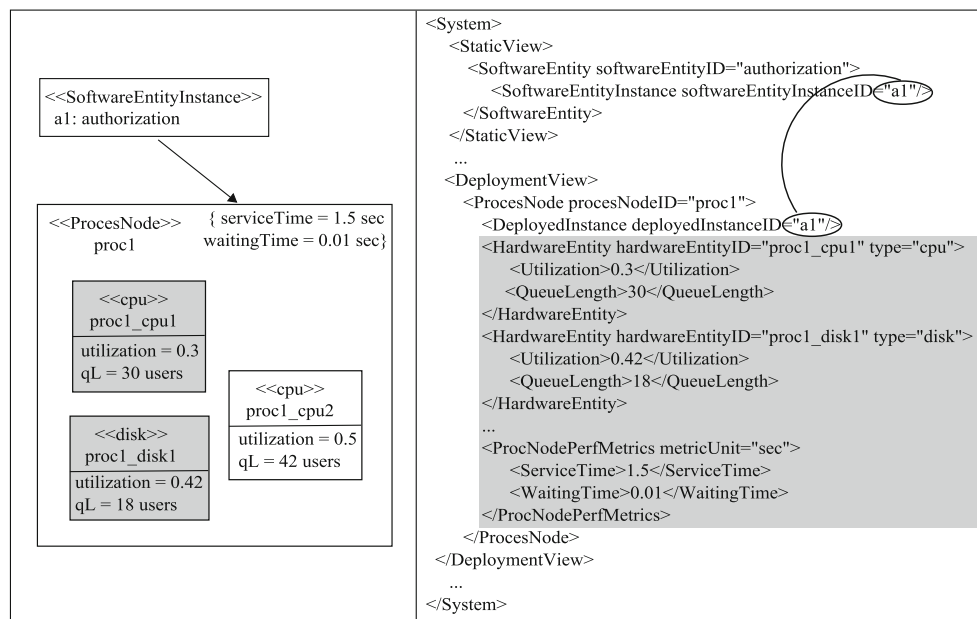 <<SoftwareEntityInstance>>
a1: authorization
<<ProcesNode>>
proc1
{ serviceTime = 1.5 sec
waitingTime = 0.01 sec}
<<cpu>>
proc1_cpu1
utilization = 0.3
qL = 30 users
<<cpu>>
proc1_cpu2
utilization = 0.5
qL = 42 users
<<disk>>
proc1_disk1
utilization = 0.42
qL = 18 users
<System>
<StaticView>
<SoftwareEntity softwareEntityID="authorization">
<SoftwareEntityInstance softwareEntityInstanceID="a1"/>
</SoftwareEntity>
</StaticView>
...
<DeploymentView>
<ProcesNode procesNodeID="proc1">
<DeployedInstance deployedInstanceID="a1"/>
<HardwareEntity hardwareEntityID="proc1_cpu1" type="cpu">
<Utilization>0.3</Utilization>
<QueueLength>30</QueueLength>
</HardwareEntity>
<HardwareEntity hardwareEntityID="proc1_disk1" type="disk">
<Utilization>0.42</Utilization>
<QueueLength>18</QueueLength>
</HardwareEntity>
...
<ProcNodePerfMetrics metricUnit="sec">
<ServiceTime>1.5</ServiceTime>
<WaitingTime>0.01</WaitingTime>
</ProcNodePerfMetrics>
</ProcesNode>
</DeploymentView>
...
</System>